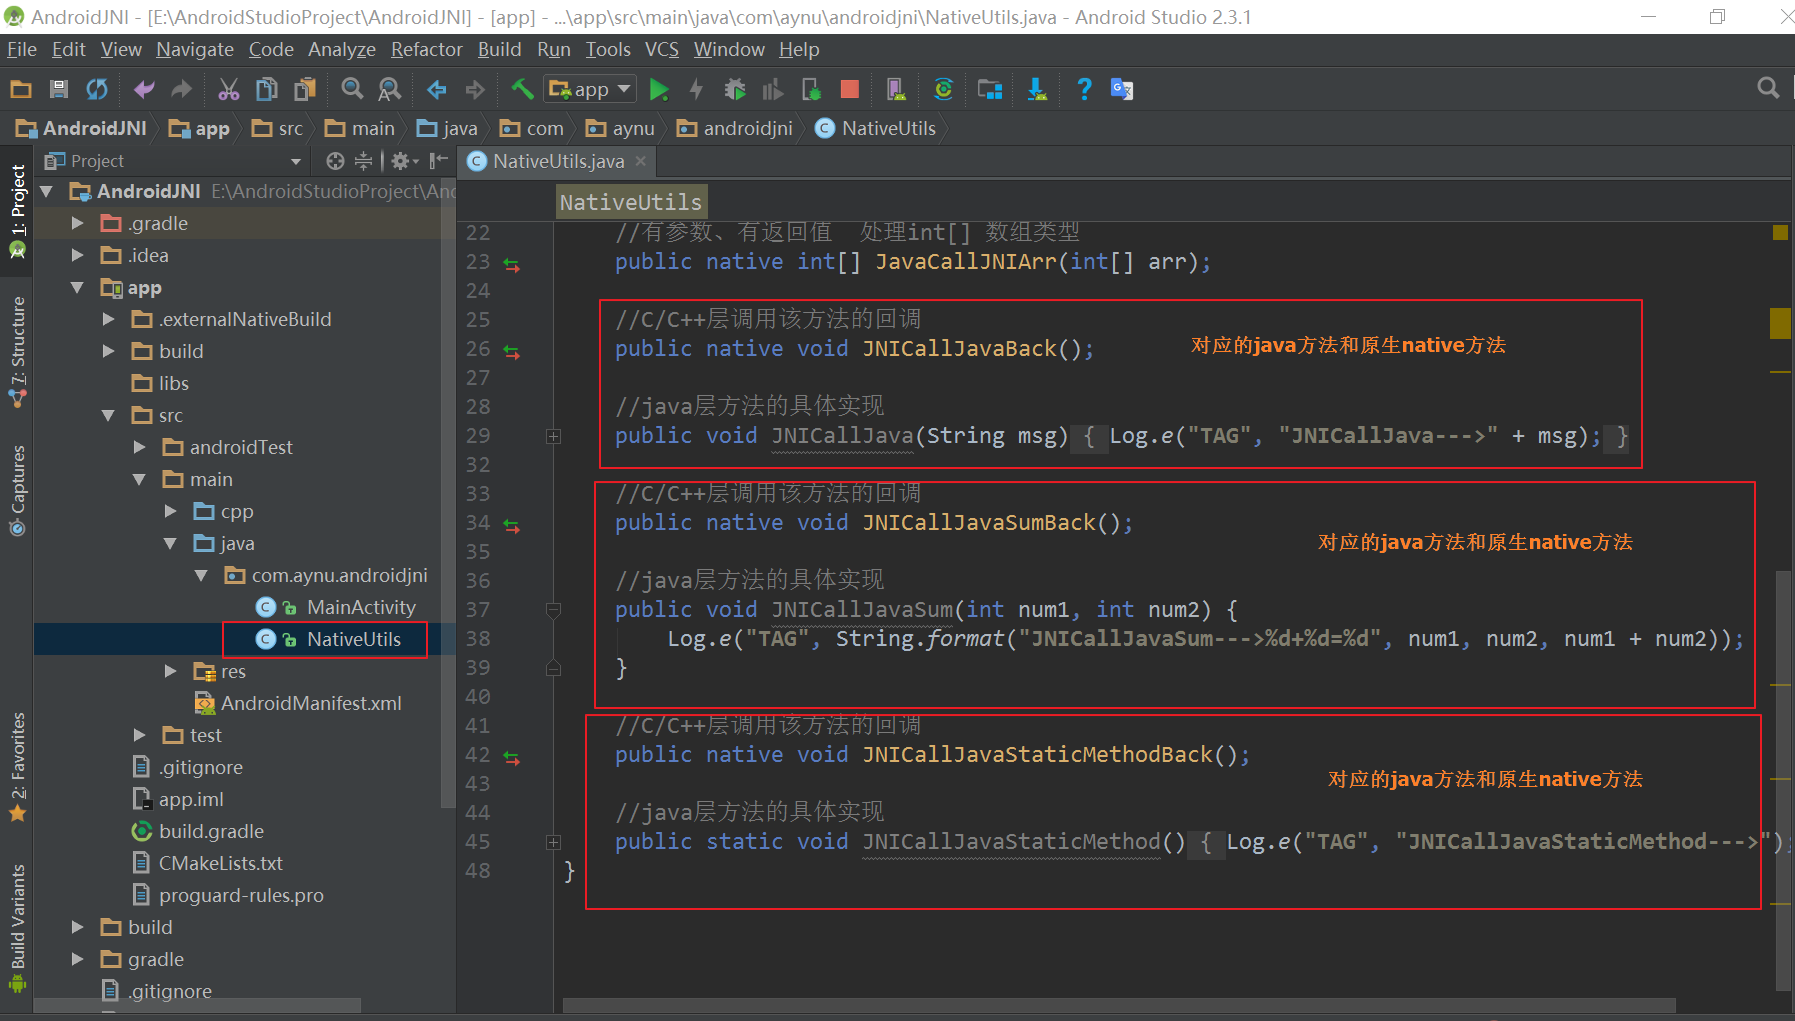 AndroidJNI - [E:\AndroidStudioProject\AndroidJNI] - [app] - ...\app\src\main\java\com\aynu\androidjni\NativeUtils.java - Android Studio 2.3.1
File Edit View Navigate Code Analyze Refactor Build Run Tools VCS Window Help
app
AndroidJNI app src main java com aynu androidjni NativeUtils
Project
NativeUtils.java
1: Project
7: Structure
Captures
2: Favorites
Build Variants
AndroidJNI E:\AndroidStudioProject\And
.gradle
.idea
app
.externalNativeBuild
build
libs
src
androidTest
main
cpp
java
com.aynu.androidjni
MainActivity
NativeUtils
res
AndroidManifest.xml
test
.gitignore
app.iml
build.gradle
CMakeLists.txt
proguard-rules.pro
build
gradle
.gitignore
NativeUtils
22 //有参数、有返回值 处理int[] 数组类型
23 public native int[] JavaCallJNIArr(int[] arr);
24
25 //C/C++层调用该方法的回调
26 public native void JNICallJavaBack();
对应的java方法和原生native方法
27
28 //java层方法的具体实现
29 public void JNICallJava(String msg) { Log.e("TAG", "JNICallJava--->" + msg); }
32
33 //C/C++层调用该方法的回调
34 public native void JNICallJavaSumBack();
对应的java方法和原生native方法
35
36 //java层方法的具体实现
37 public void JNICallJavaSum(int num1, int num2) {
38 Log.e("TAG", String.format("JNICallJavaSum--->%d+%d=%d", num1, num2, num1 + num2));
39 }
40
41 //C/C++层调用该方法的回调
42 public native void JNICallJavaStaticMethodBack();
对应的java方法和原生native方法
43
44 //java层方法的具体实现
45 public static void JNICallJavaStaticMethod() { Log.e("TAG", "JNICallJavaStaticMethod--->");
48 }